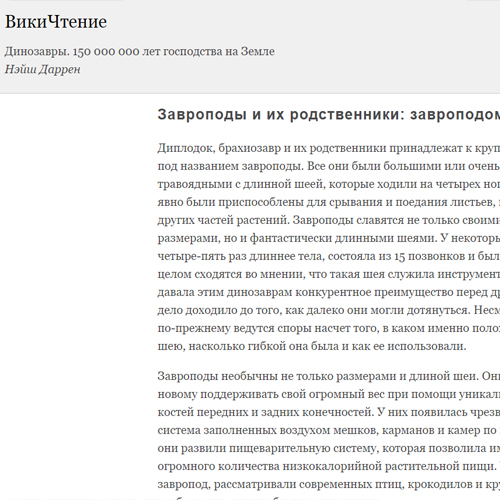 ВикиЧтение
Динозавры. 150 000 000 лет господства на Земле
Нэйш Даррен
Завроподы и их родственники: завроподом
Диплодок, брахиозавр и их родственники принадлежат к круп
под названием завроподы. Все они были большими или очень
травоядными с длинной шеей, которые ходили на четырех ног
явно были приспособлены для срывания и поедания листьев,
других частей растений. Завроподы славятся не только своими
размерами, но и фантастически длинными шеями. У некоторы
четыре-пять раз длиннее тела, состояла из 15 позвонков и был
целом сходятся во мнении, что такая шея служила инструмент
давала этим динозаврам конкурентное преимущество перед др
дело доходило до того, как далеко они могли дотянуться. Несм
по-прежнему ведутся споры насчет того, в каком именно поло
шею, насколько гибкой она была и как ее использовали.
Завроподы необычны не только размерами и длиной шеи. Они
новому поддерживать свой огромный вес при помощи уникаль
костей передних и задних конечностей. У них появилась чрезв
система заполненных воздухом мешков, карманов и камер по
они развили пищеварительную систему, которая позволила им
огромного количества низкокалорийной растительной пищи.
завропод, рассматривали современных птиц, крокодилов и кру